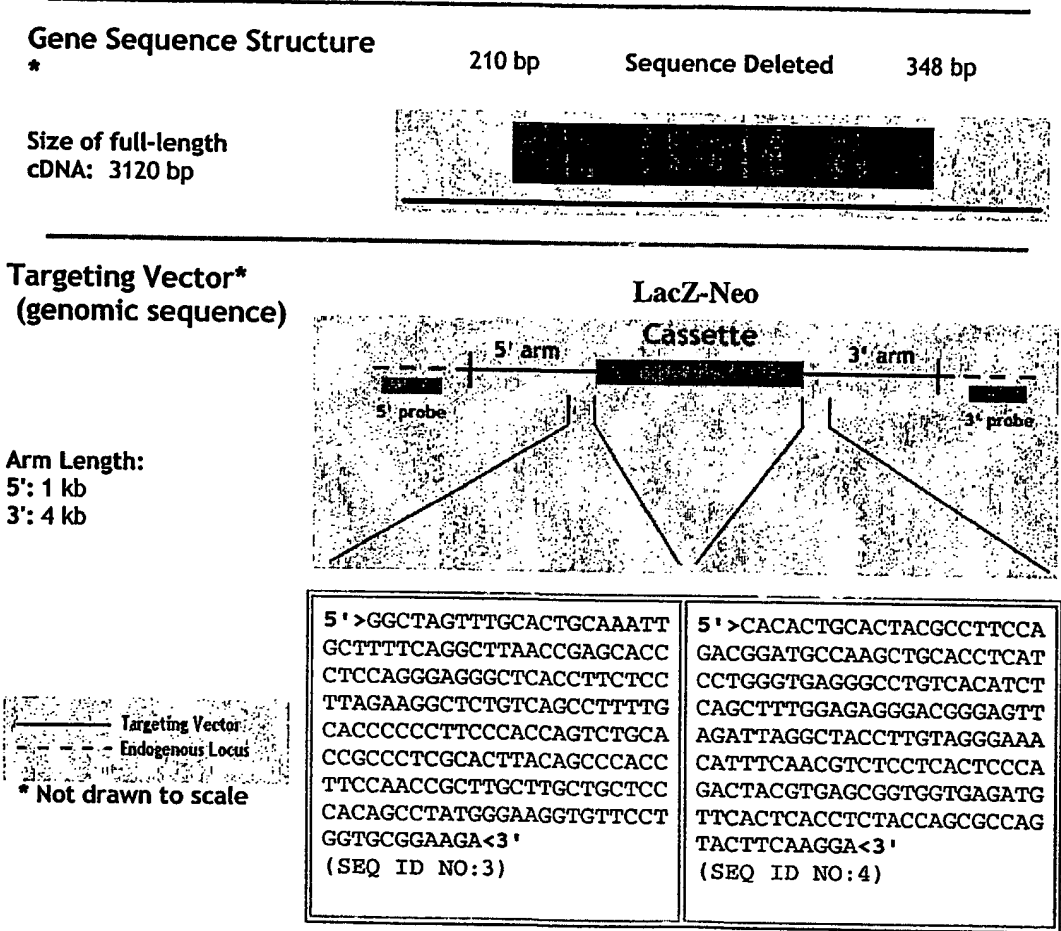 Gene Sequence Structure
*
210 bp Sequence Deleted 348 bp
Size of full-length
cDNA: 3120 bp
Targeting Vector*
(genomic sequence)
LacZ-Neo
Cassette
5' arm
3' arm
5' probe
3' probe
Arm Length:
5': 1 kb
3': 4 kb
5'>GGCTAGTTTGCACTGCAAATT
GCTTTTCAGGCTTAACCGAGCACC
CTCCAGGGAGGGCTCACCTTCTCC
TTAGAAGGCTCTGTCAGCCTTTTG
CACCCCCCTTCCCACCAGTCTGCA
CCGCCCTCGCACTTACAGCCCACC
TTCCAACCGCTTGCTTGCTGCTCC
CACAGCCTATGGGAAGGTGTTCCT
GGTGCGGAAGA<3'
(SEQ ID NO:3)
5'>CACACTGCACTACGCCTTCCA
GACGGATGCCAAGCTGCACCTCAT
CCTGGGTGAGGGCCTGTCACATCT
CAGCTTTGGAGAGGGACGGGAGTT
AGATTAGGCTACCTTGTAGGGAAA
CATTTCAACGTCTCCTCACTCCCA
GACTACGTGAGCGGTGGTGAGATG
TTCACTCACCTCTACCAGCGCCAG
TACTTCAAGGA<3'
(SEQ ID NO:4)
Targeting Vector
Endogenous Locus
* Not drawn to scale